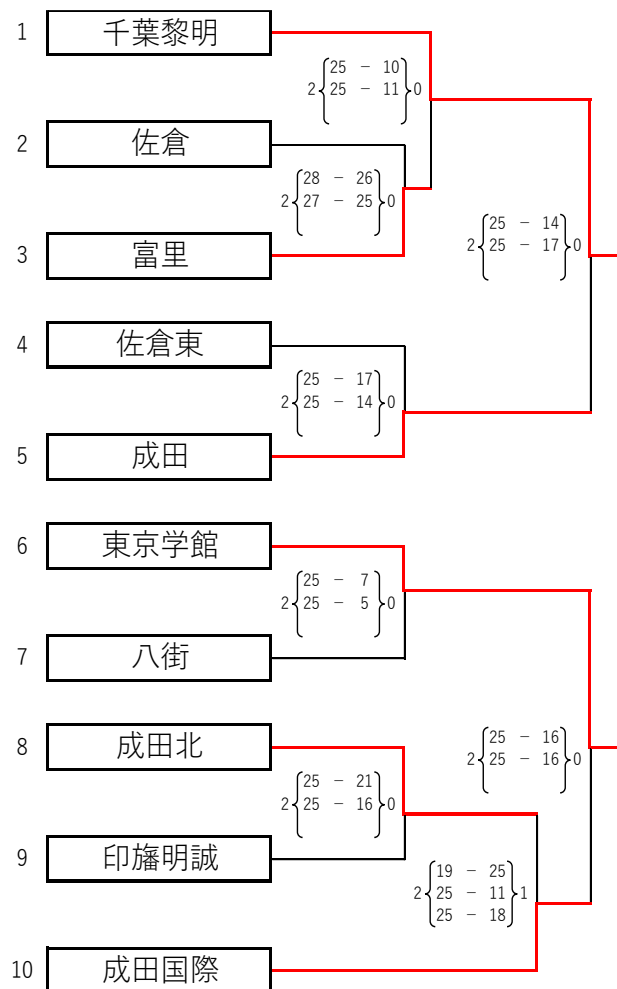 1 千葉黎明
25 － 10
2 25 － 11 0
2 佐倉
28 － 26
2 27 － 25 0
3 富里
25 － 14
2 25 － 17 0
4 佐倉東
25 － 17
2 25 － 14 0
5 成田
6 東京学館
25 － 7
2 25 － 5 0
7 八街
8 成田北
25 － 16
2 25 － 16 0
25 － 21
2 25 － 16 0
9 印旛明誠
19 － 25
2 25 － 11 1
25 － 18
10 成田国際